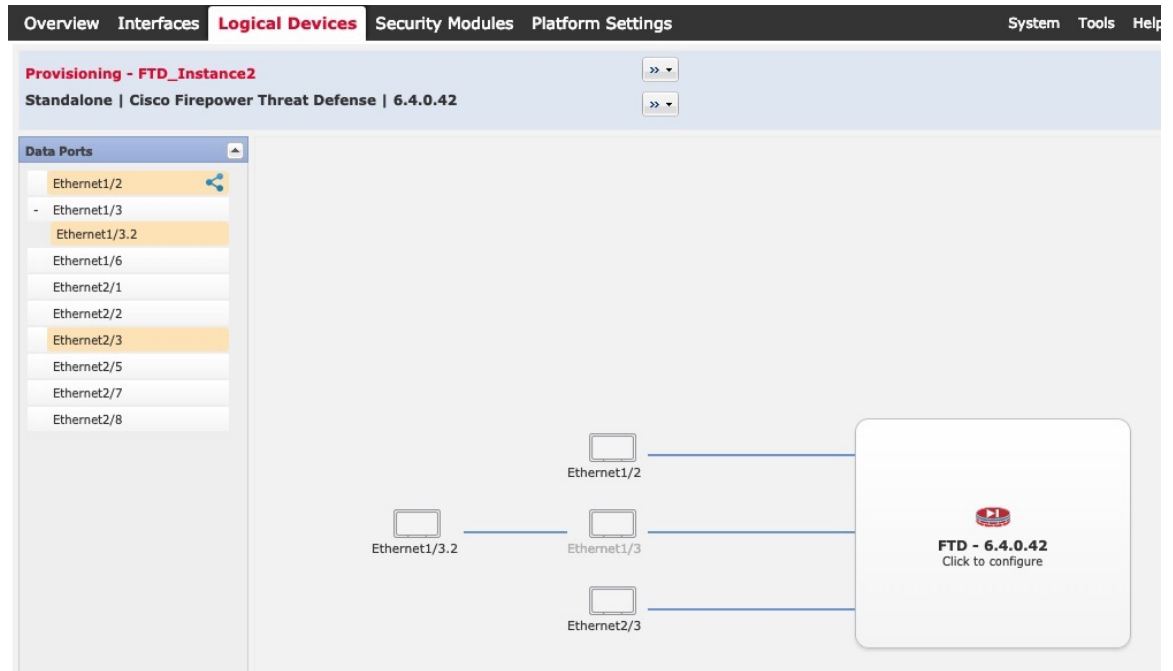 Overview Interfaces Logical Devices Security Modules Platform Settings System Tools Help
Provisioning - FTD_Instance2
Standalone | Cisco Firepower Threat Defense | 6.4.0.42
Data Ports
Ethernet1/2
- Ethernet1/3
Ethernet1/3.2
Ethernet1/6
Ethernet2/1
Ethernet2/2
Ethernet2/3
Ethernet2/5
Ethernet2/7
Ethernet2/8
Ethernet1/2
Ethernet1/3.2
Ethernet1/3
Ethernet2/3
FTD - 6.4.0.42
Click to configure